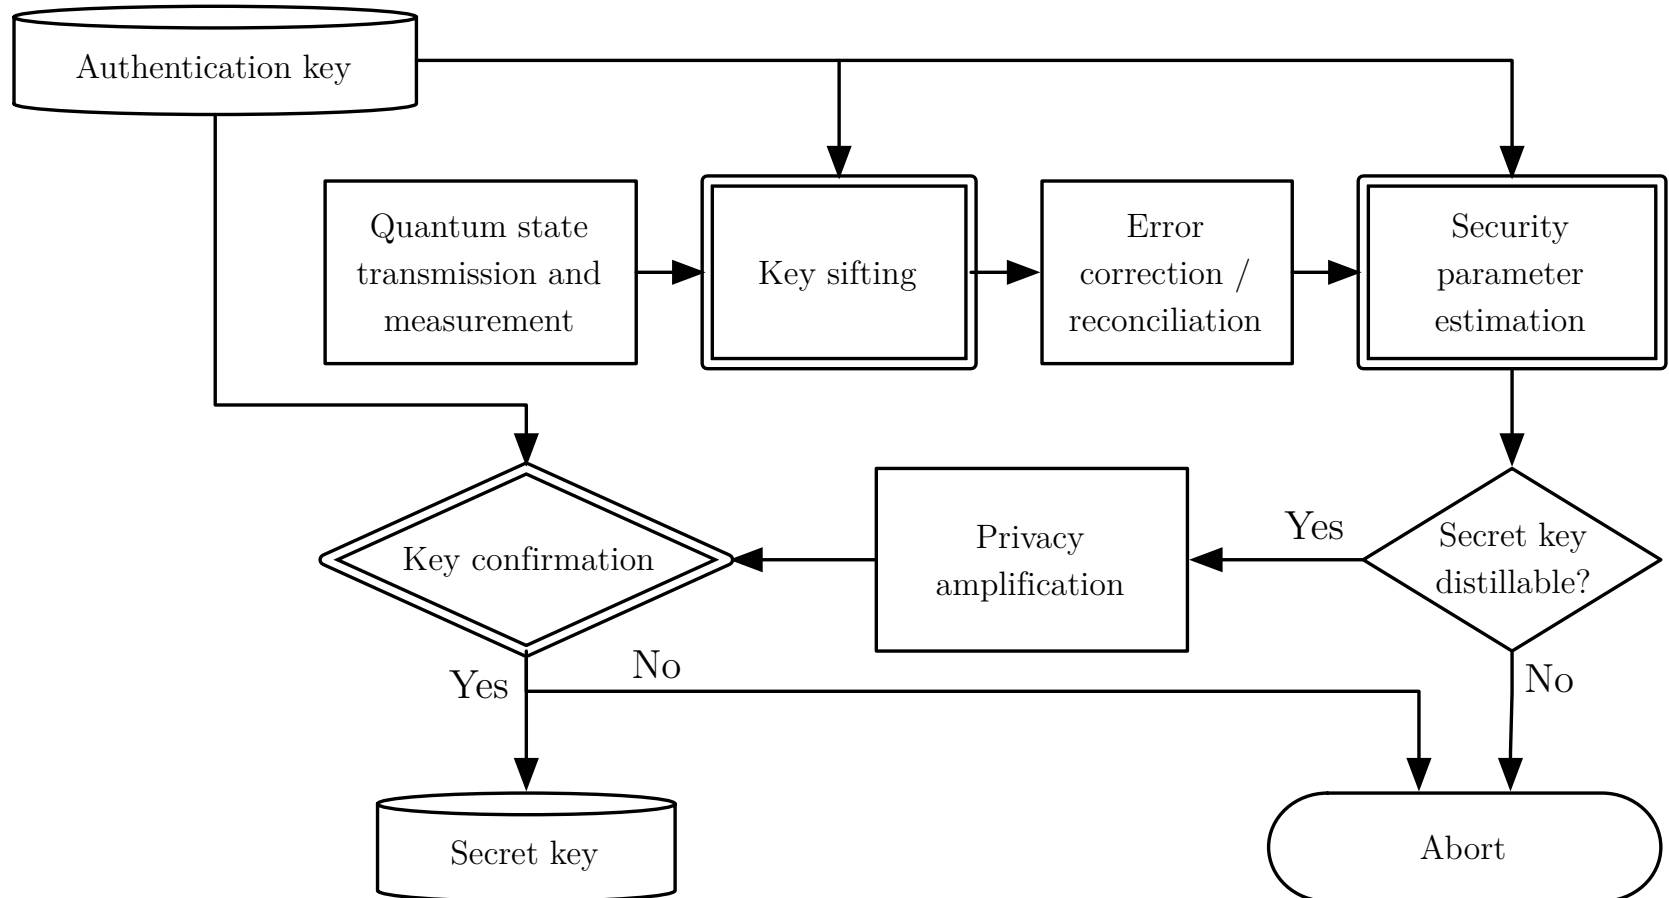 Authentication key
Quantum state
transmission and
measurement
Key sifting
Error
correction /
reconciliation
Security
parameter
estimation
Key confirmation
Privacy
amplification
Yes
Secret key
distillable?
Yes
No
No
Secret key
Abort